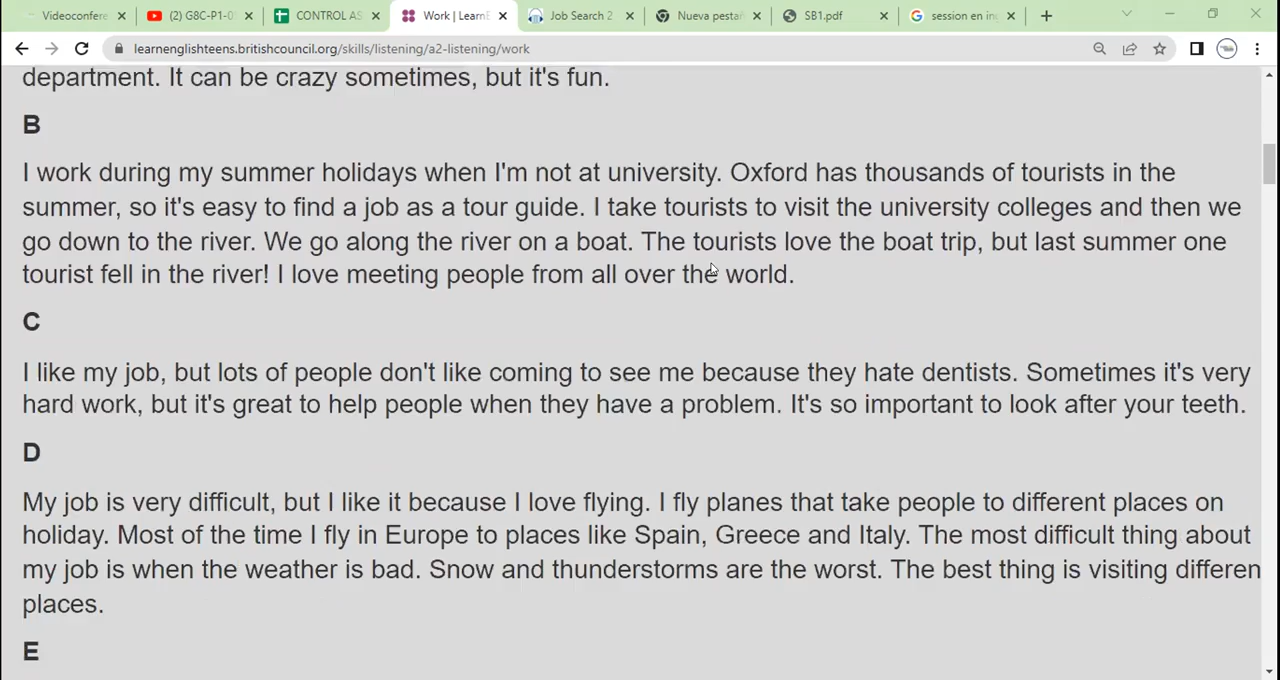 Videoconfere
(2) G8C-P1-0
CONTROL AS
Work | LearnE
Job Search 2
Nueva pestañ
SB1.pdf
session en in
learnenglishteens.britishcouncil.org/skills/listening/a2-listening/work
department. It can be crazy sometimes, but it's fun.
B
I work during my summer holidays when I'm not at university. Oxford has thousands of tourists in the
summer, so it's easy to find a job as a tour guide. I take tourists to visit the university colleges and then we
go down to the river. We go along the river on a boat. The tourists love the boat trip, but last summer one
tourist fell in the river! I love meeting people from all over the world.
C
I like my job, but lots of people don't like coming to see me because they hate dentists. Sometimes it's very
hard work, but it's great to help people when they have a problem. It's so important to look after your teeth.
D
My job is very difficult, but I like it because I love flying. I fly planes that take people to different places on
holiday. Most of the time I fly in Europe to places like Spain, Greece and Italy. The most difficult thing about
my job is when the weather is bad. Snow and thunderstorms are the worst. The best thing is visiting differen
places.
E